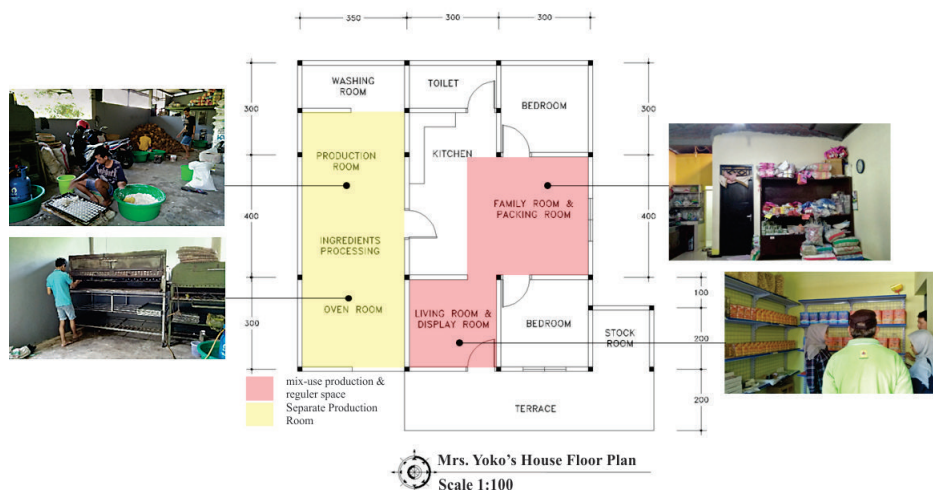 350
300
300
WASHING
ROOM
TOILET
BEDROOM
300
300
PRODUCTION
ROOM
KITCHEN
400
FAMILY ROOM &
PACKING ROOM
400
INGREDIENTS
PROCESSING
OVEN ROOM
LIVING ROOM &
DISPLAY ROOM
BEDROOM
STOCK
ROOM
300
100
200
mix-use production &
reguler space
Separate Production
Room
TERRACE
200
Mrs. Yoko's House Floor Plan
Scale 1:100